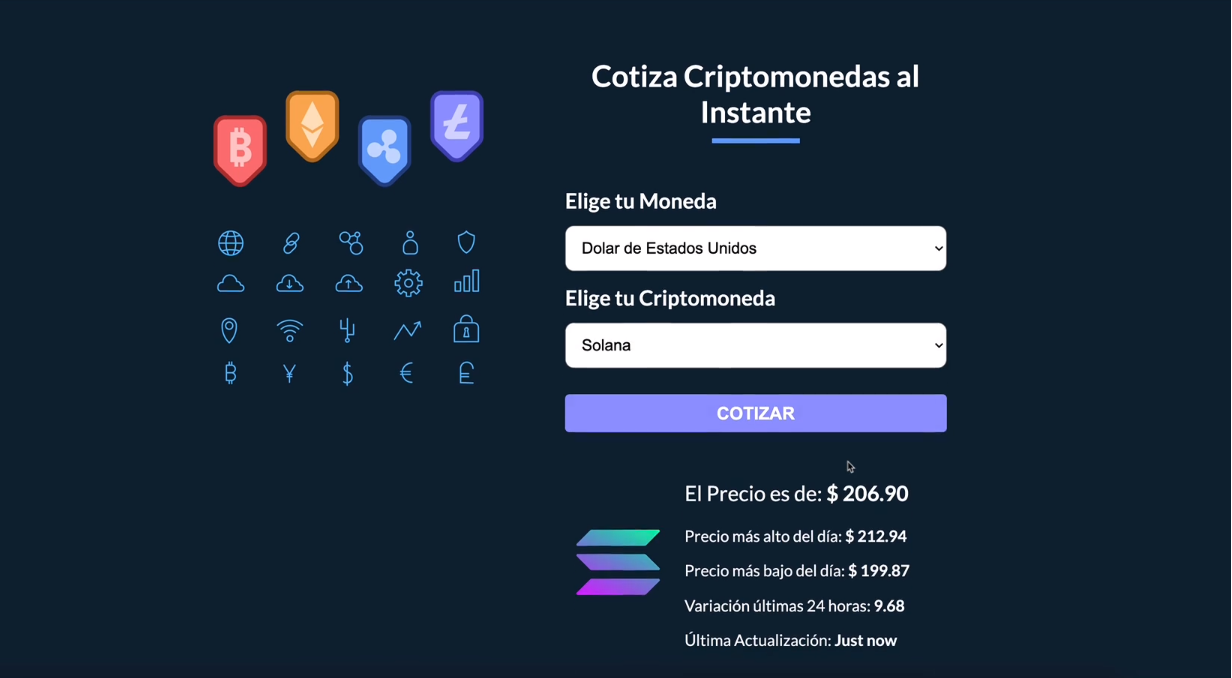 Cotiza Criptomonedas al
Instante
Elige tu Moneda
Dolar de Estados Unidos
Elige tu Criptomoneda
Solana
COTIZAR
El Precio es de: $ 206.90
Precio más alto del día: $ 212.94
Precio más bajo del día: $ 199.87
Variación últimas 24 horas: 9.68
Última Actualización: Just now